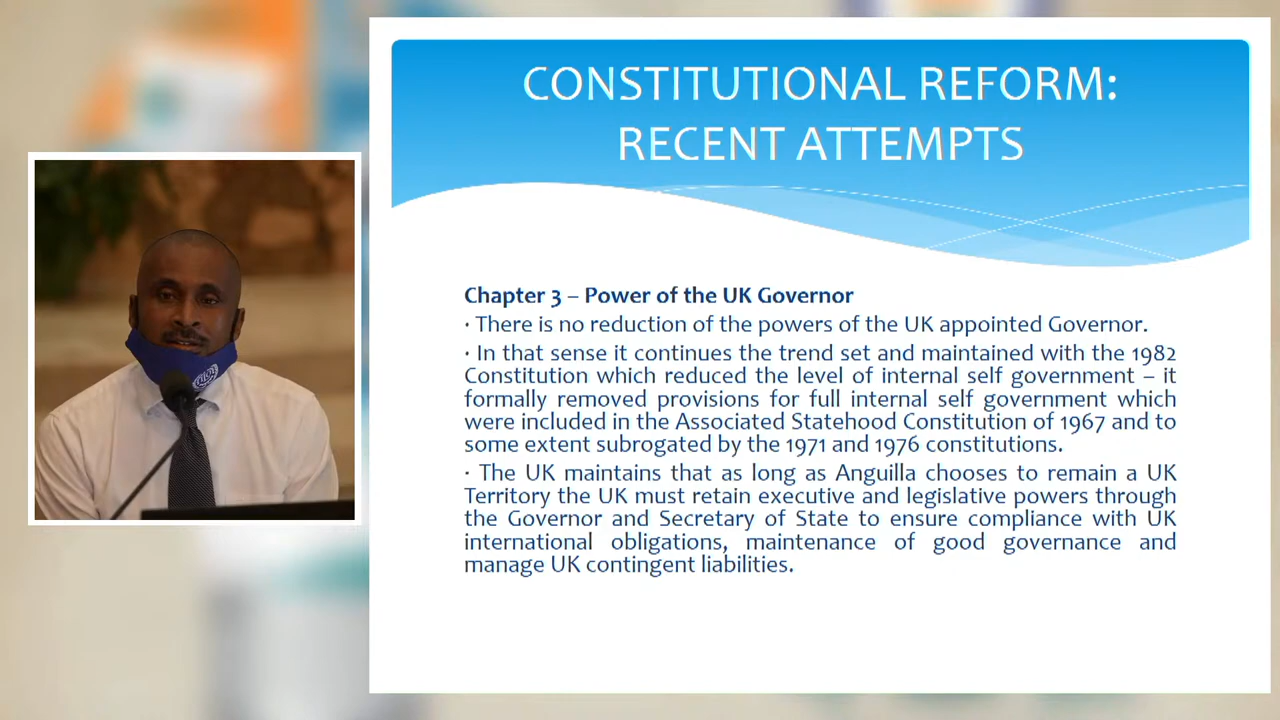 CONSTITUTIONAL REFORM:
RECENT ATTEMPTS
Chapter 3 – Power of the UK Governor
· There is no reduction of the powers of the UK appointed Governor.
· In that sense it continues the trend set and maintained with the 1982
Constitution which reduced the level of internal self government – it
formally removed provisions for full internal self government which
were included in the Associated Statehood Constitution of 1967 and to
some extent subrogated by the 1971 and 1976 constitutions.
· The UK maintains that as long as Anguilla chooses to remain a UK
Territory the UK must retain executive and legislative powers through
the Governor and Secretary of State to ensure compliance with UK
international obligations, maintenance of good governance and
manage UK contingent liabilities.